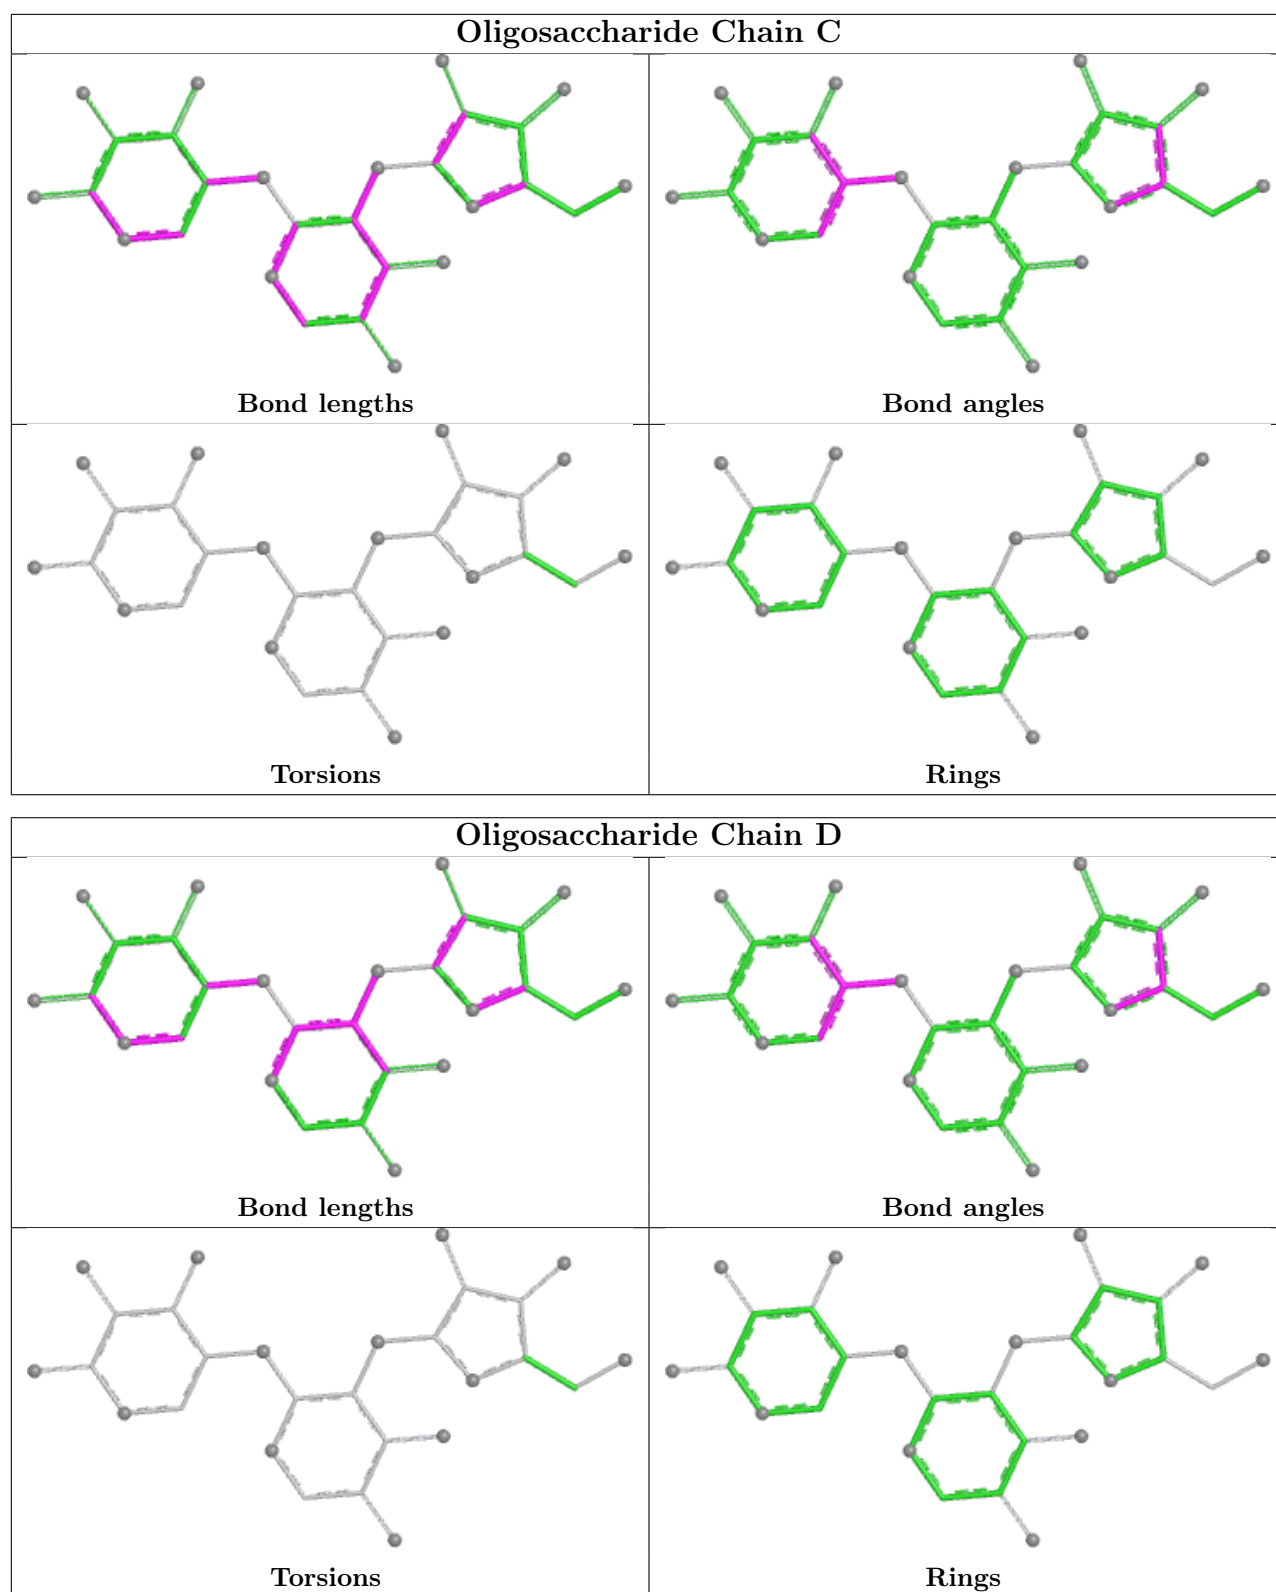 Oligosaccharide Chain C
Bond lengths
Bond angles
Torsions
Rings
Oligosaccharide Chain D
Bond lengths
Bond angles
Torsions
Rings